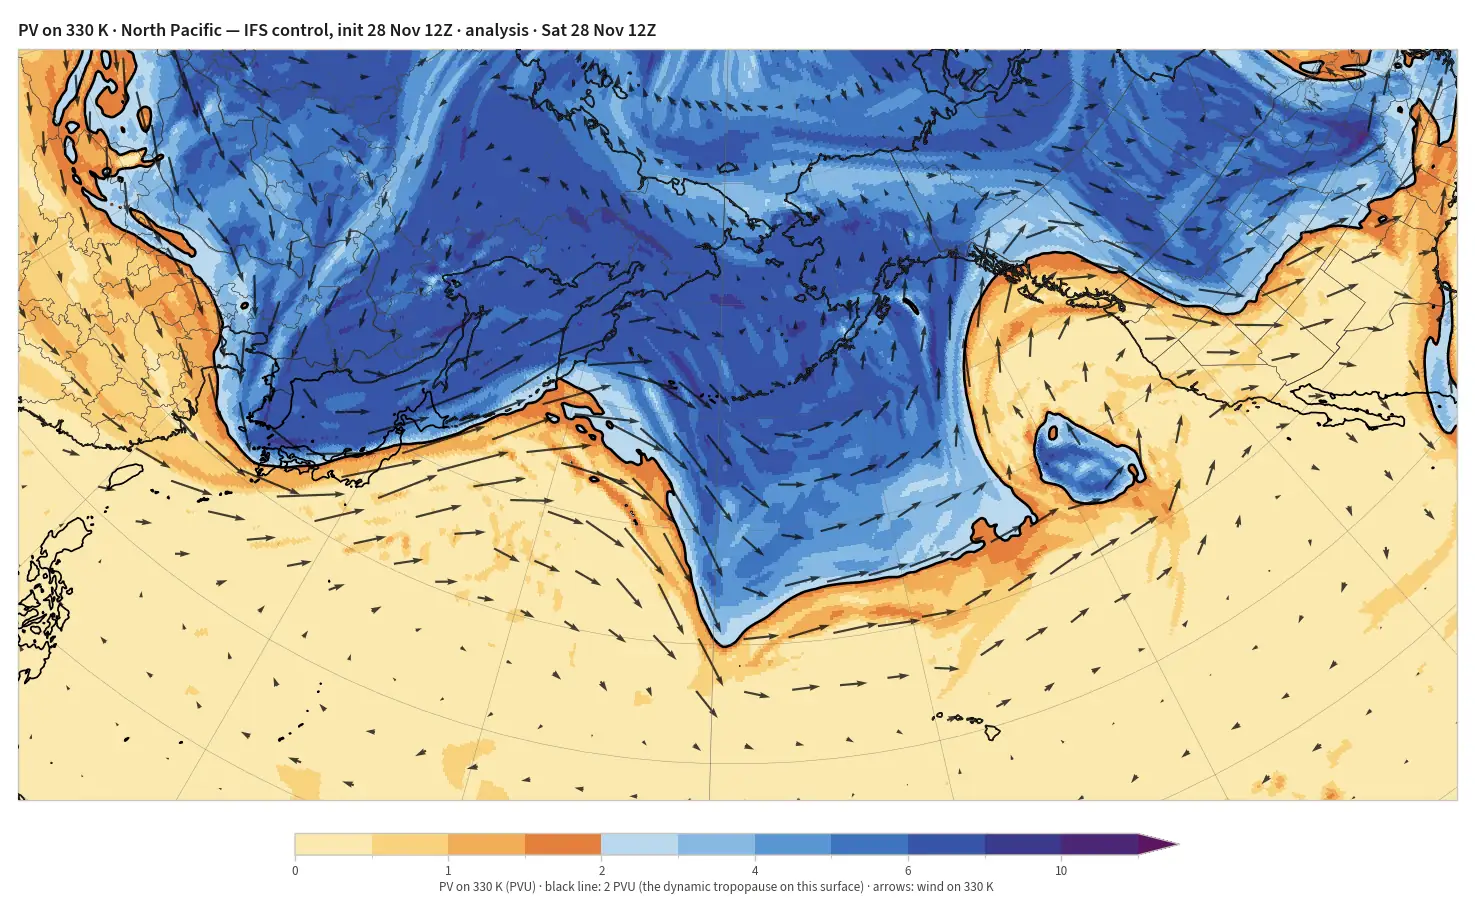 PV on 330 K · North Pacific — IFS control, init 28 Nov 12Z · analysis · Sat 28 Nov 12Z
0 1 2 4 6 10
PV on 330 K (PVU) · black line: 2 PVU (the dynamic tropopause on this surface) · arrows: wind on 330 K